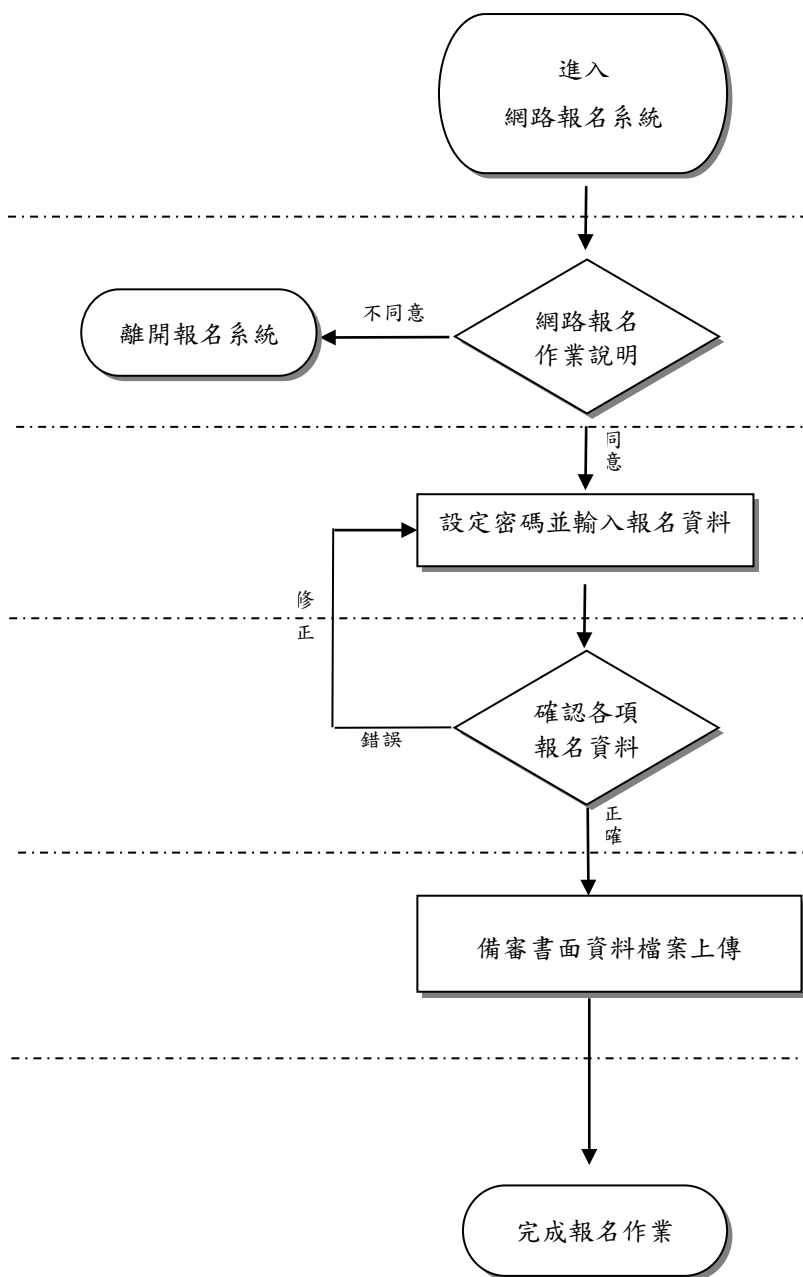 進入
網路報名系統
不同意
離開報名系統
網路報名
作業說明
同
意
設定密碼並輸入報名資料
修
正
確認各項
報名資料
錯誤
正
確
備審書面資料檔案上傳
完成報名作業